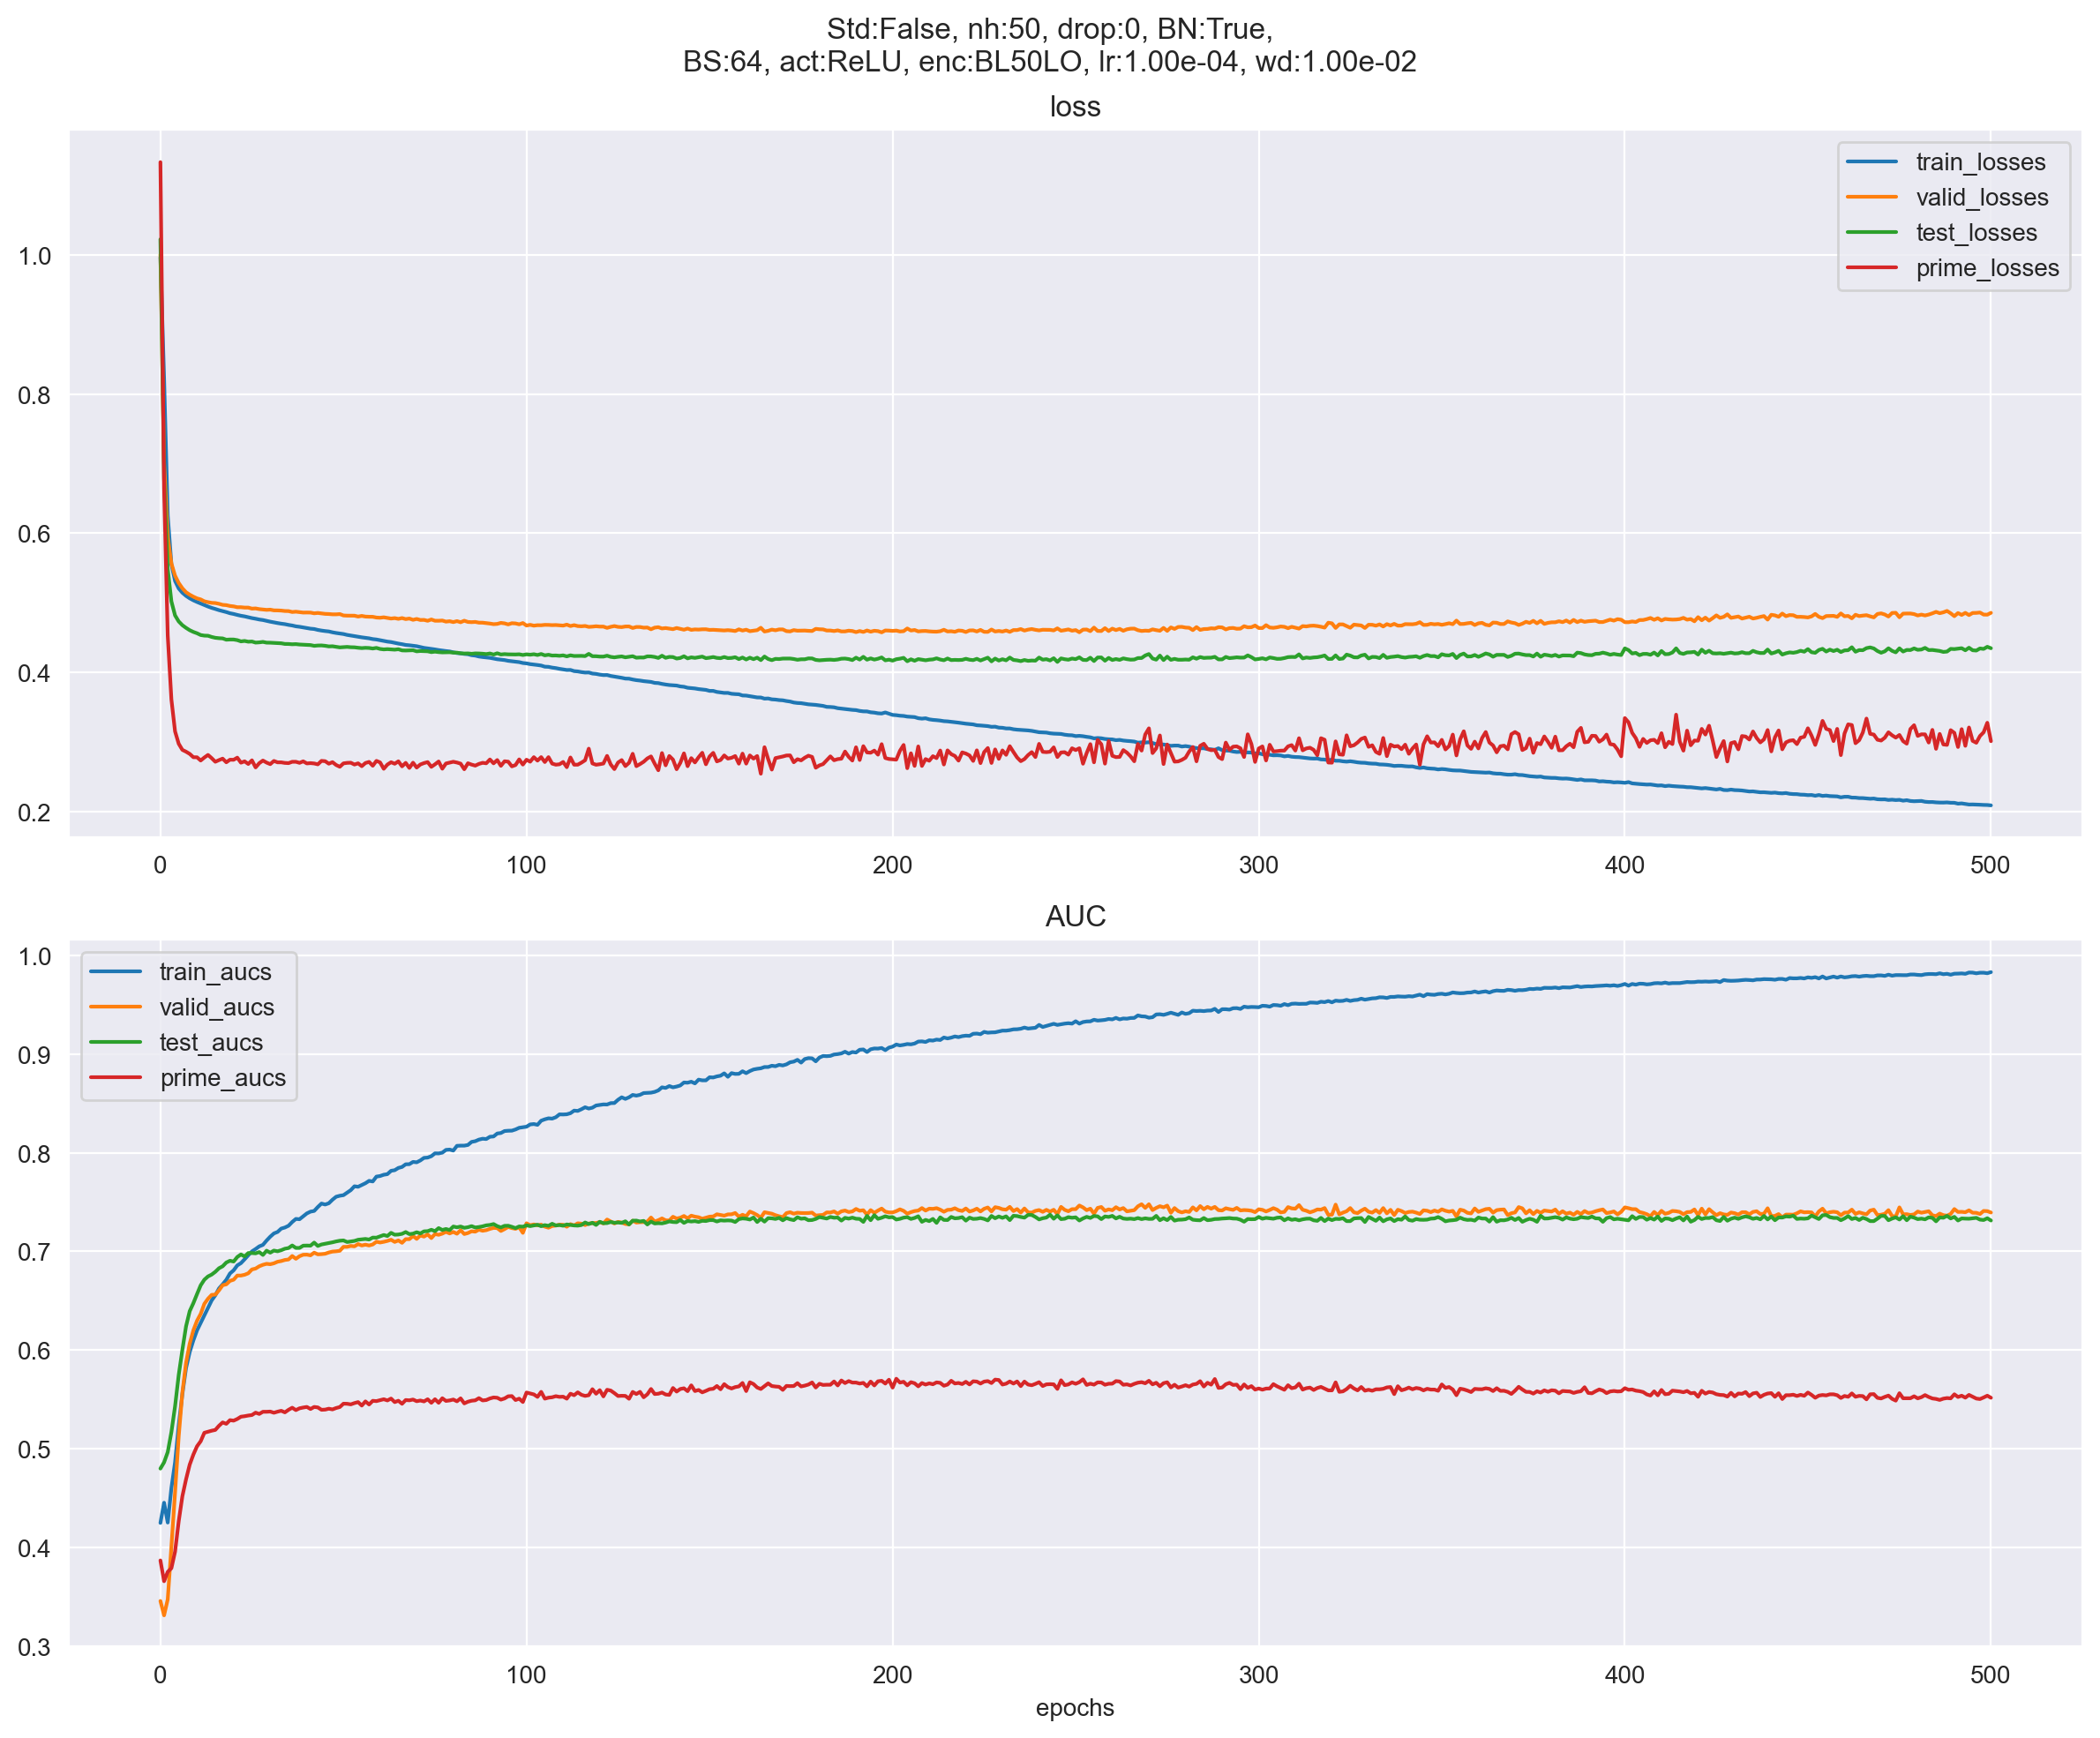 Std:False, nh:50, drop:0, BN:True,
BS:64, act:ReLU, enc:BL50LO, lr:1.00e-04, wd:1.00e-02
loss
train_losses
valid_losses
test_losses
prime_losses
1.0
0.8
0.6
0.4
0.2
0 100 200 300 400 500
AUC
train_aucs
valid_aucs
test_aucs
prime_aucs
1.0
0.9
0.8
0.7
0.6
0.5
0.4
0.3
0 100 200 300 400 500
epochs